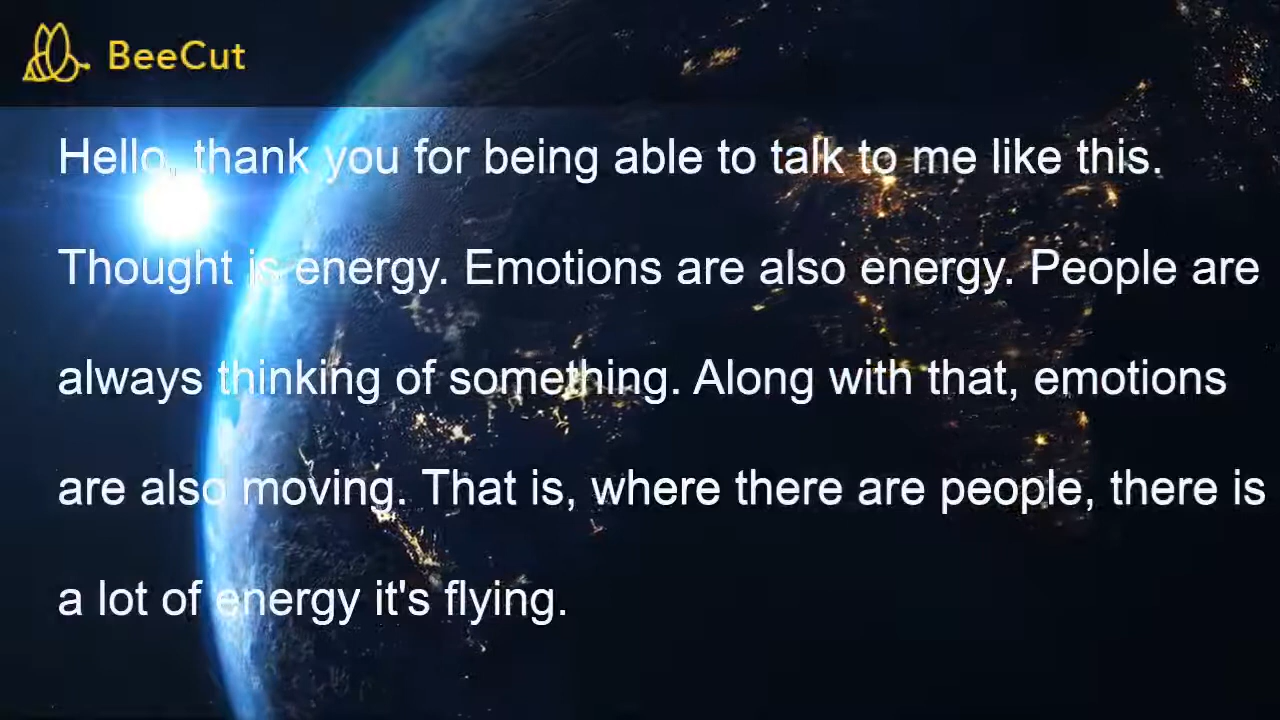 BeeCut
Hello, thank you for being able to talk to me like this.
Thought is energy. Emotions are also energy. People are
always thinking of something. Along with that, emotions
are also moving. That is, where there are people, there is
a lot of energy it's flying.